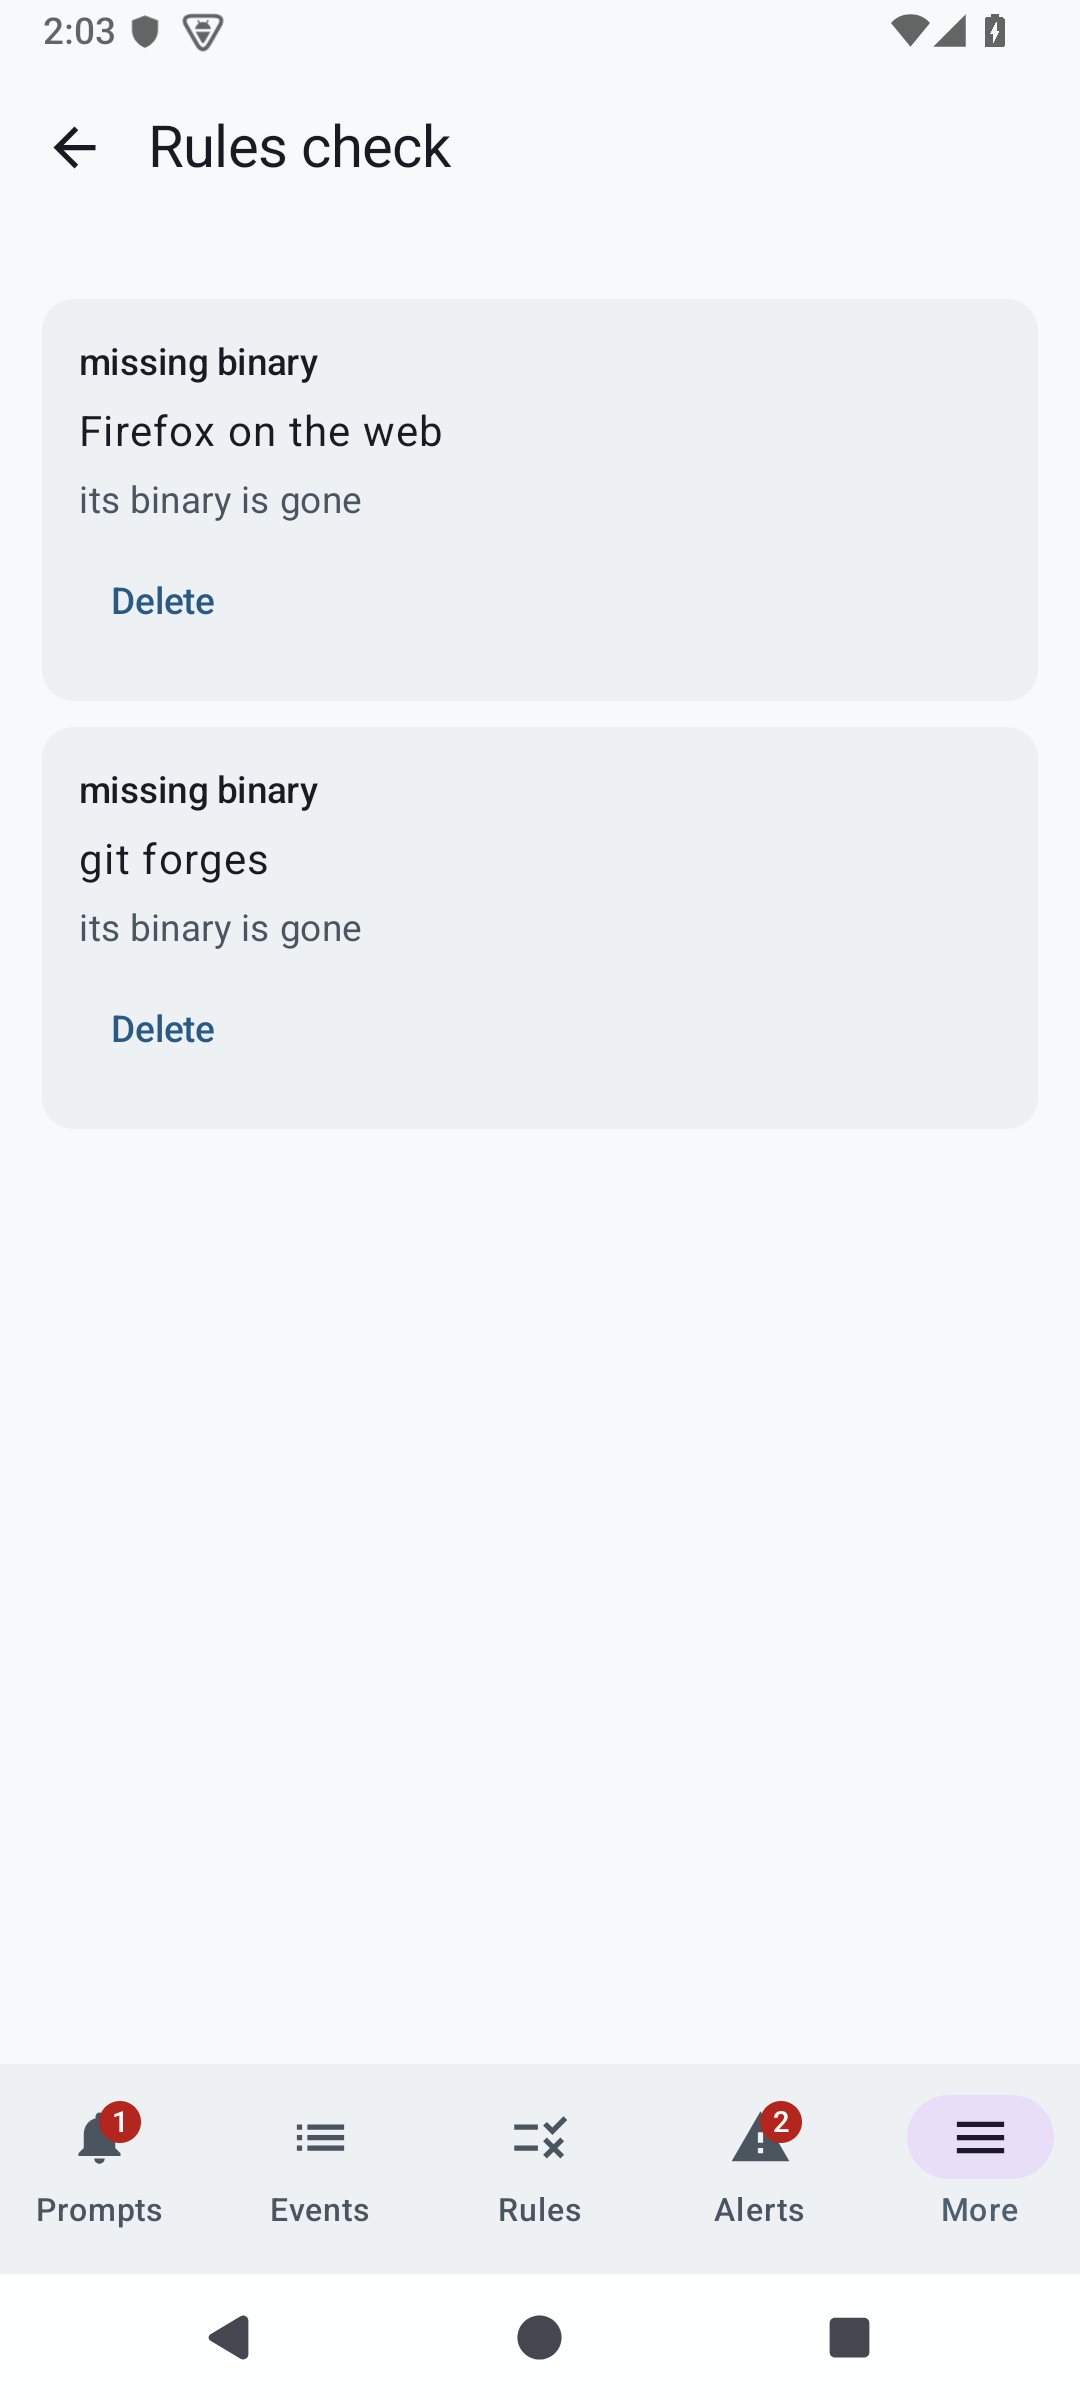 2:03
Rules check
missing binary
Firefox on the web
its binary is gone
Delete
missing binary
git forges
its binary is gone
Delete
1
2
Prompts
Events
Rules
Alerts
More